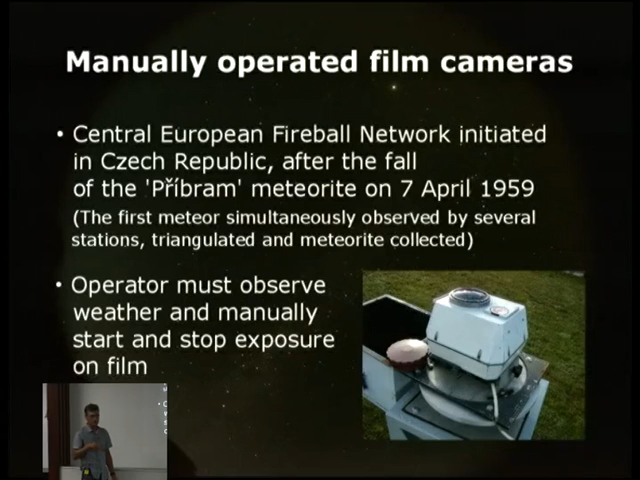 Manually operated film cameras
• Central European Fireball Network initiated
in Czech Republic, after the fall
of the 'Příbram' meteorite on 7 April 1959
(The first meteor simultaneously observed by several
stations, triangulated and meteorite collected)
• Operator must observe
weather and manually
start and stop exposure
on film